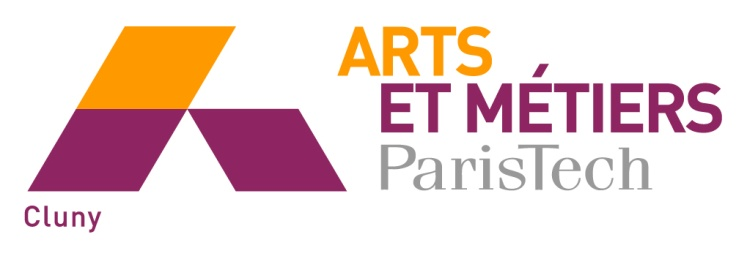 ARTS
ET MÉTIERS
ParisTech
Cluny